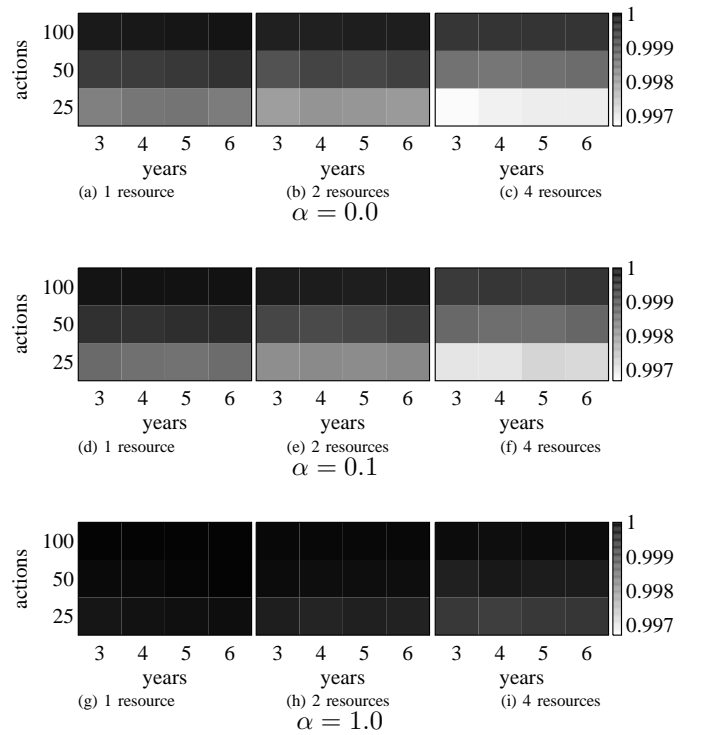 actions
100
50
25
3 4 5 6
3 4 5 6
3 4 5 6
years
years
years
1
0.999
0.998
0.997
(a) 1 resource
(b) 2 resources
(c) 4 resources
α = 0.0
actions
100
50
25
3 4 5 6
3 4 5 6
3 4 5 6
years
years
years
1
0.999
0.998
0.997
(d) 1 resource
(e) 2 resources
(f) 4 resources
α = 0.1
actions
100
50
25
3 4 5 6
3 4 5 6
3 4 5 6
years
years
years
1
0.999
0.998
0.997
(g) 1 resource
(h) 2 resources
(i) 4 resources
α = 1.0